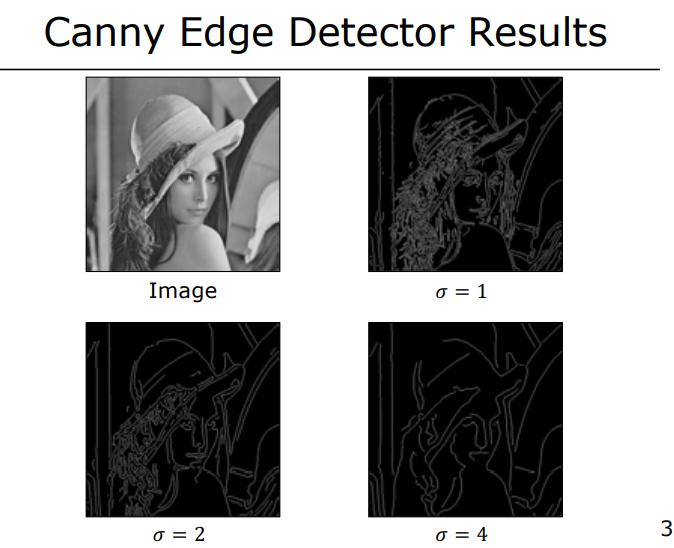 Canny Edge Detector Results
Image
σ = 1
σ = 2
σ = 4
3